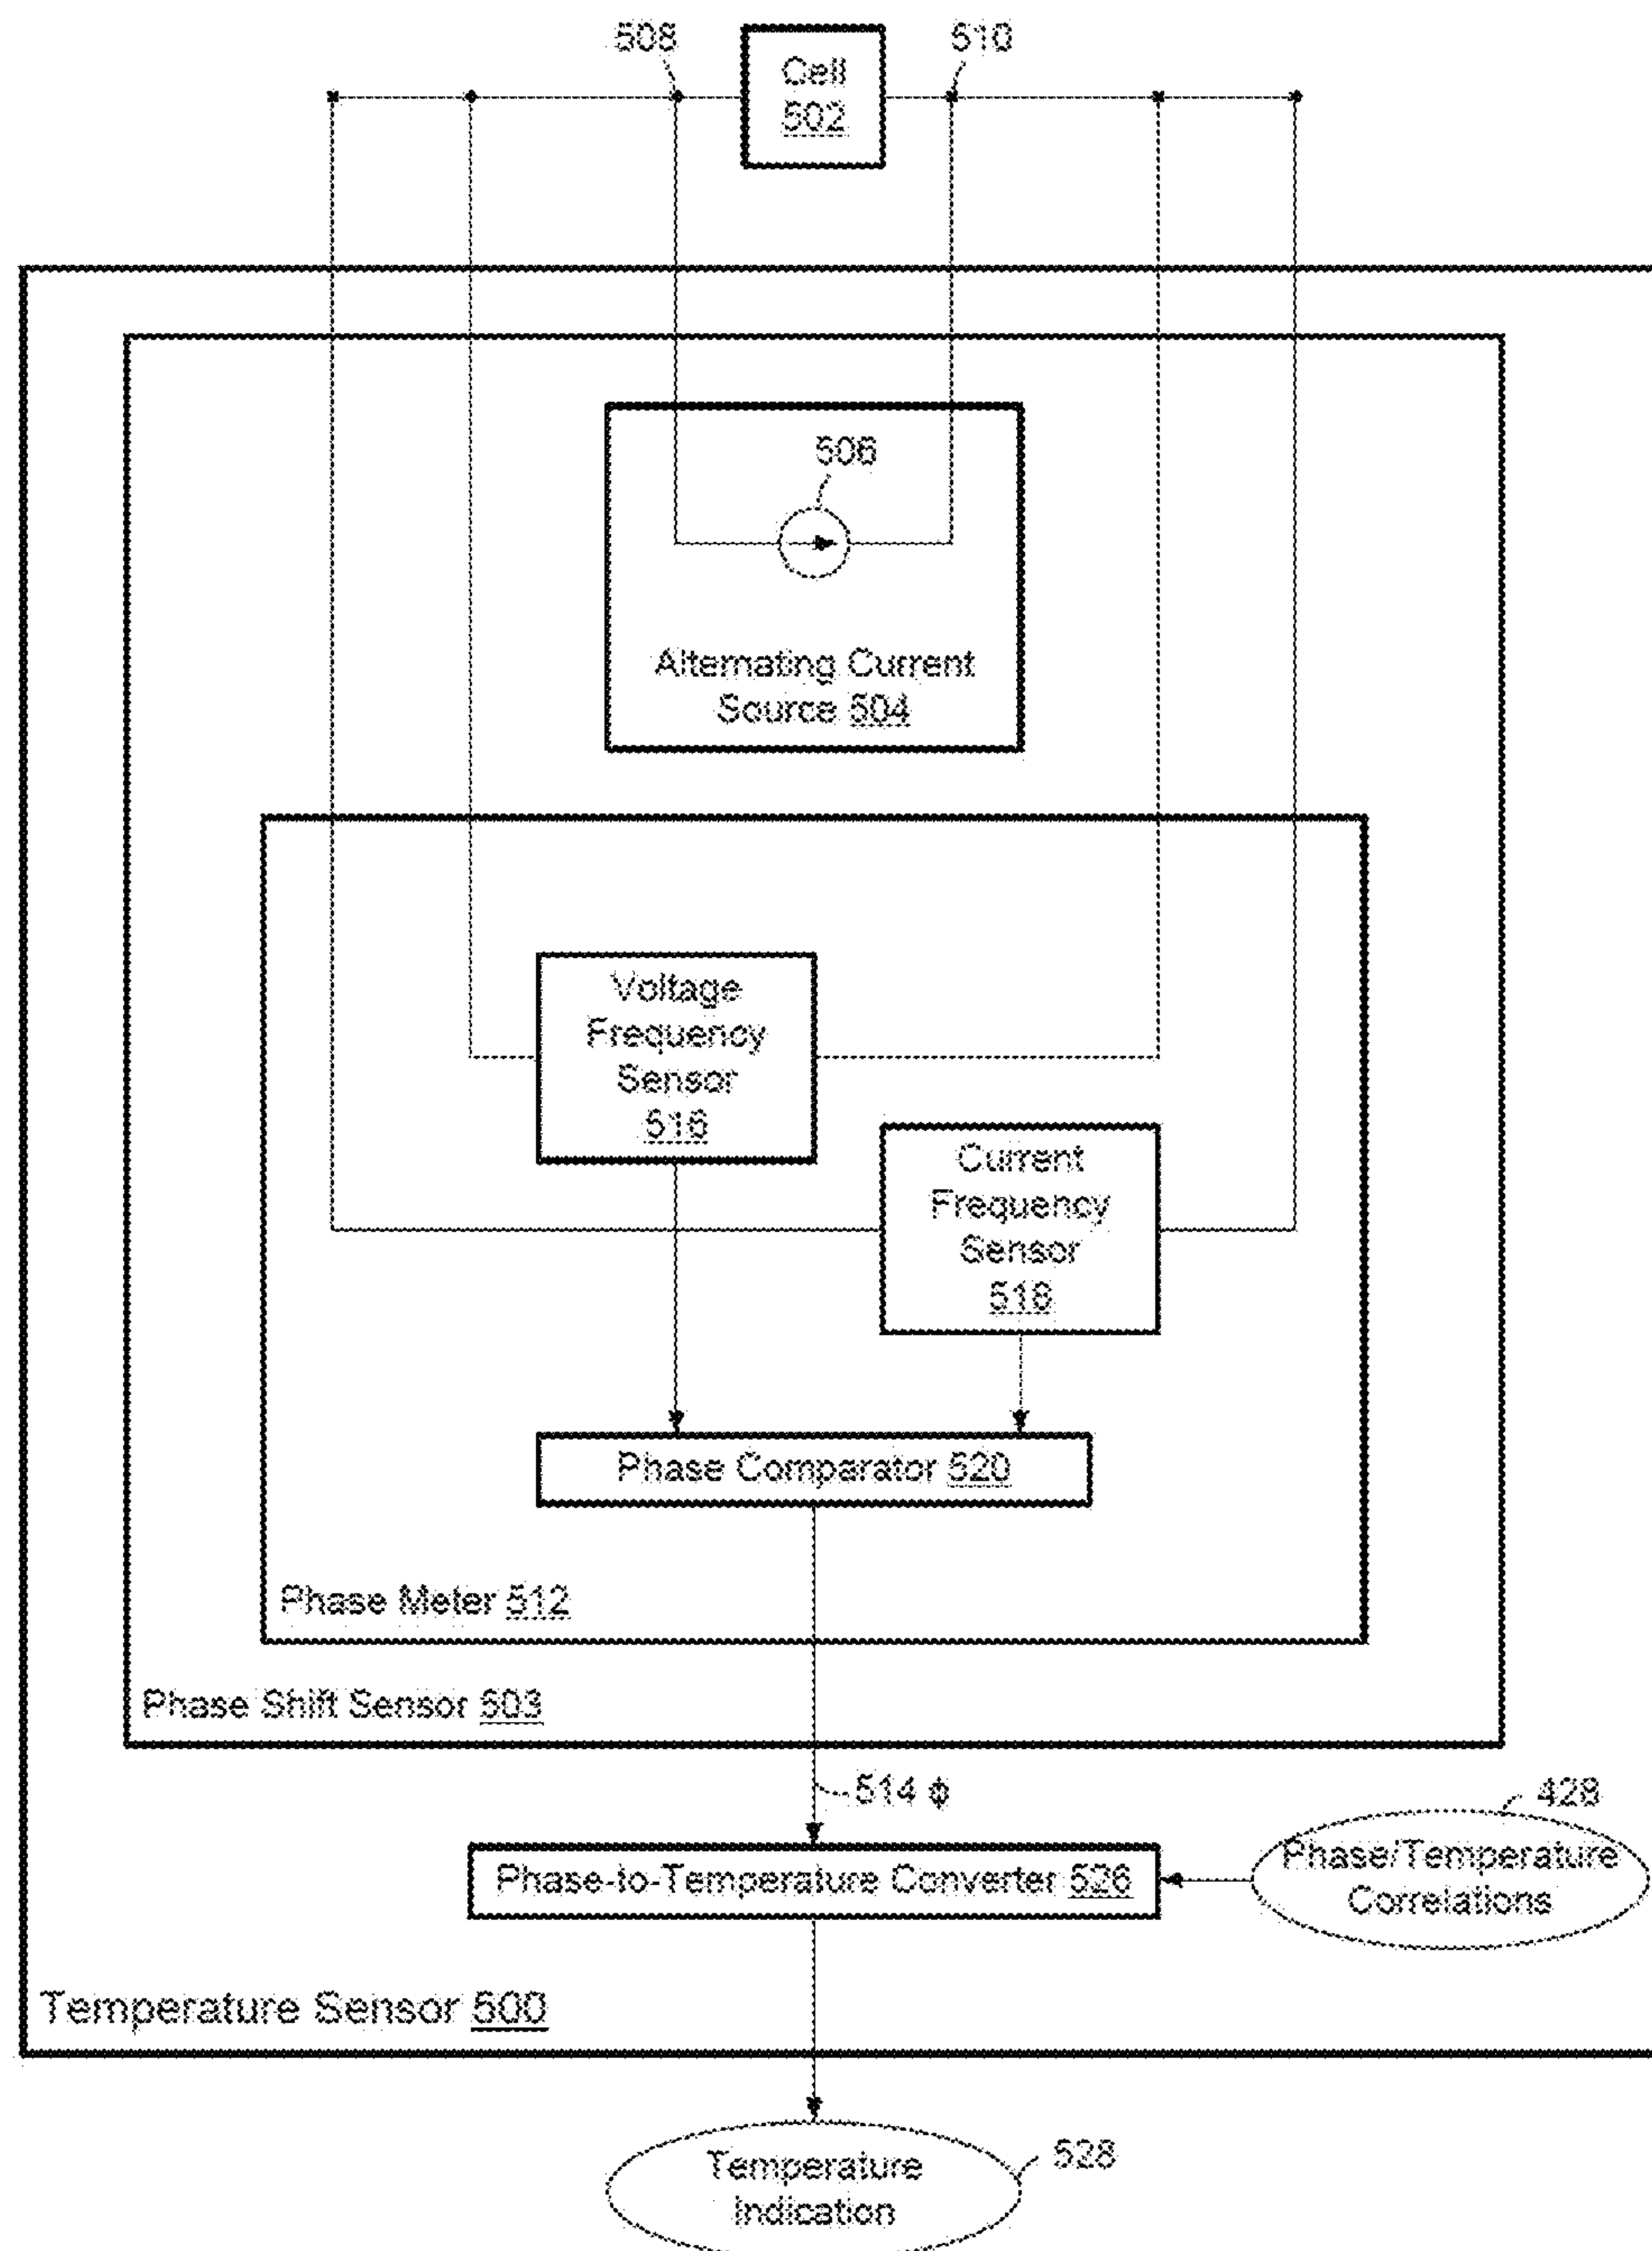 508
510
Cell
502
506
Alternating Current
Source 504
Voltage
Frequency
Sensor
516
Current
Frequency
Sensor
518
Phase Comparator 520
Phase Meter 512
Phase Shift Sensor 503
514 ϕ
428
Phase-to-Temperature Converter 526
Phase/Temperature
Correlations
Temperature Sensor 500
528
Temperature
Indication